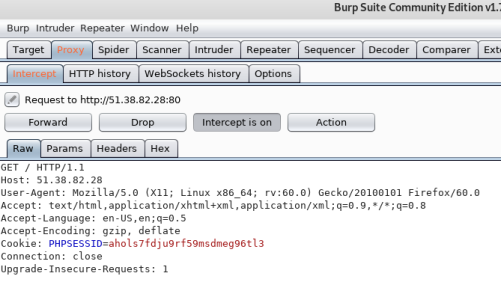 Burp Suite Community Edition v1.7
Burp Intruder Repeater Window Help
Target Proxy Spider Scanner Intruder Repeater Sequencer Decoder Comparer Exte
Intercept HTTP history WebSockets history Options
Request to http://51.38.82.28:80
Forward Drop Intercept is on Action
Raw Params Headers Hex
GET / HTTP/1.1
Host: 51.38.82.28
User-Agent: Mozilla/5.0 (X11; Linux x86_64; rv:60.0) Gecko/20100101 Firefox/60.0
Accept: text/html,application/xhtml+xml,application/xml;q=0.9,*/*;q=0.8
Accept-Language: en-US,en;q=0.5
Accept-Encoding: gzip, deflate
Cookie: PHPSESSID=ahols7fdju9rf59msdmeg96tl3
Connection: close
Upgrade-Insecure-Requests: 1